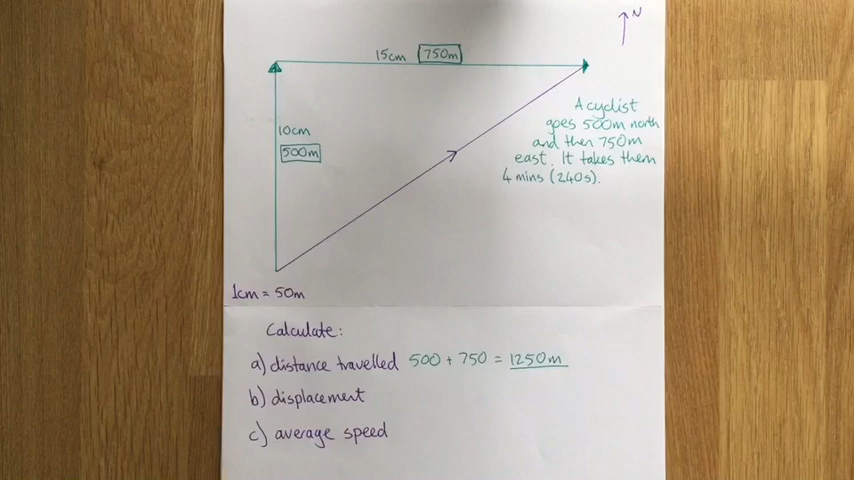 N
15cm 750m
10cm
500m
A cyclist
goes 500m north
and then 750m
east. It takes them
4 mins (240s).
1cm = 50m
Calculate:
a) distance travelled 500 + 750 = 1250m
b) displacement
c) average speed